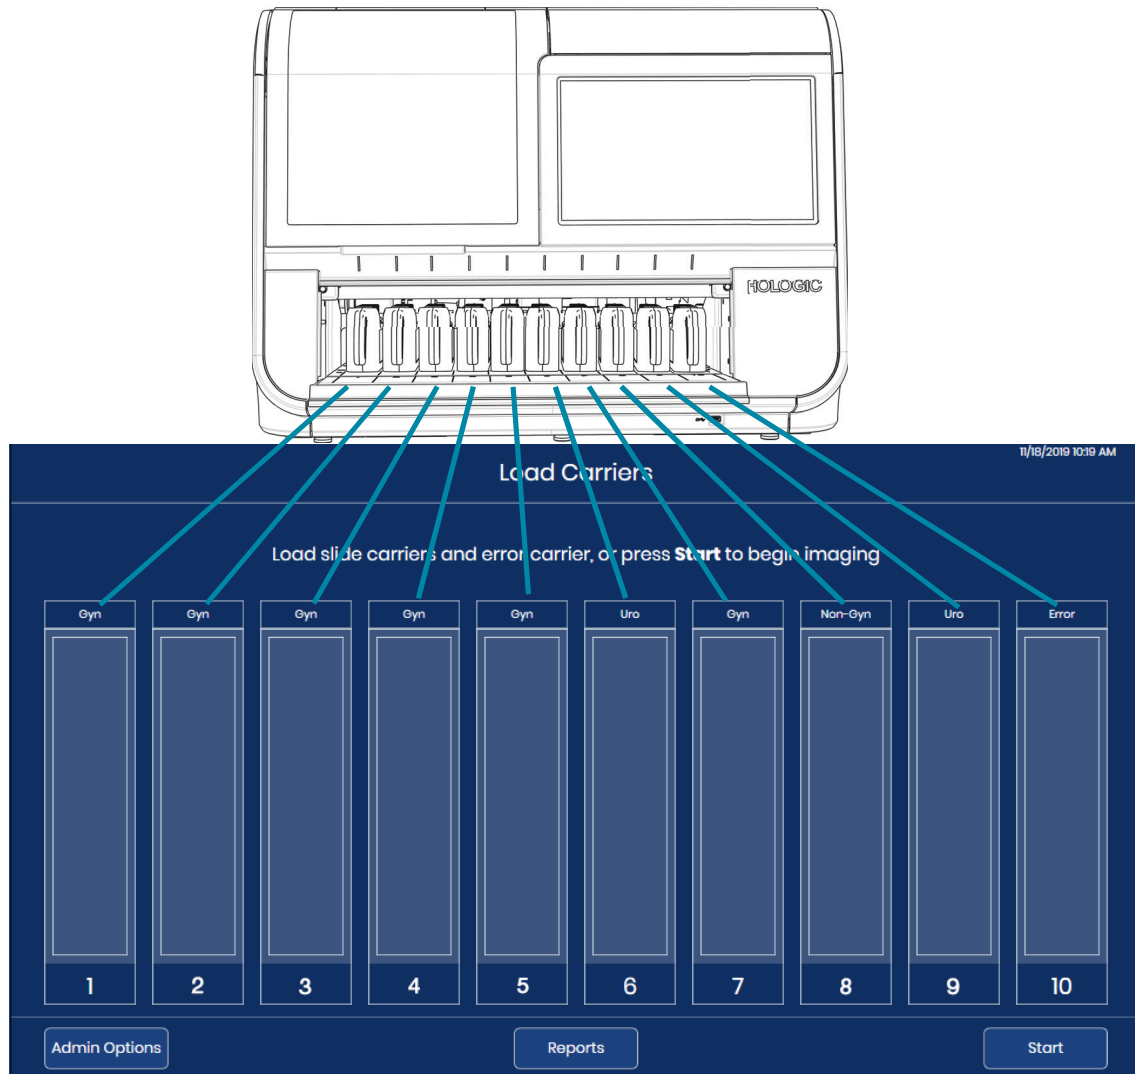 HOLOGIC
11/18/2019 10:19 AM
Load Carriers
Load slide carriers and error carrier, or press Start to begin imaging
Gyn Gyn Gyn Gyn Gyn Uro Gyn Non-Gyn Uro Error
1 2 3 4 5 6 7 8 9 10
Admin Options Reports Start